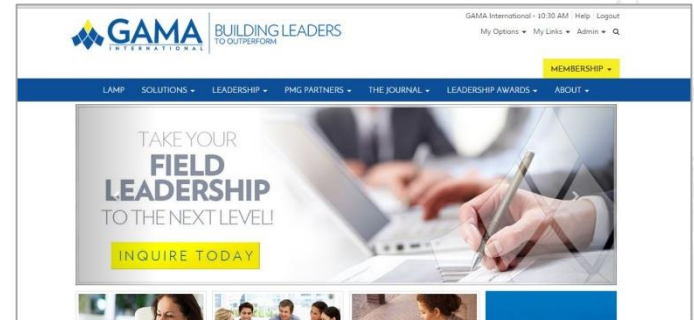 GAMA International - 10:30 AM Help Logout
GAMA
INTERNATIONAL
BUILDING LEADERS
TO OUTPERFORM
My Options My Links Admin
MEMBERSHIP
LAMP SOLUTIONS LEADERSHIP PMG PARTNERS THE JOURNAL LEADERSHIP AWARDS ABOUT
TAKE YOUR
FIELD
LEADERSHIP
TO THE NEXT LEVEL!
INQUIRE TODAY